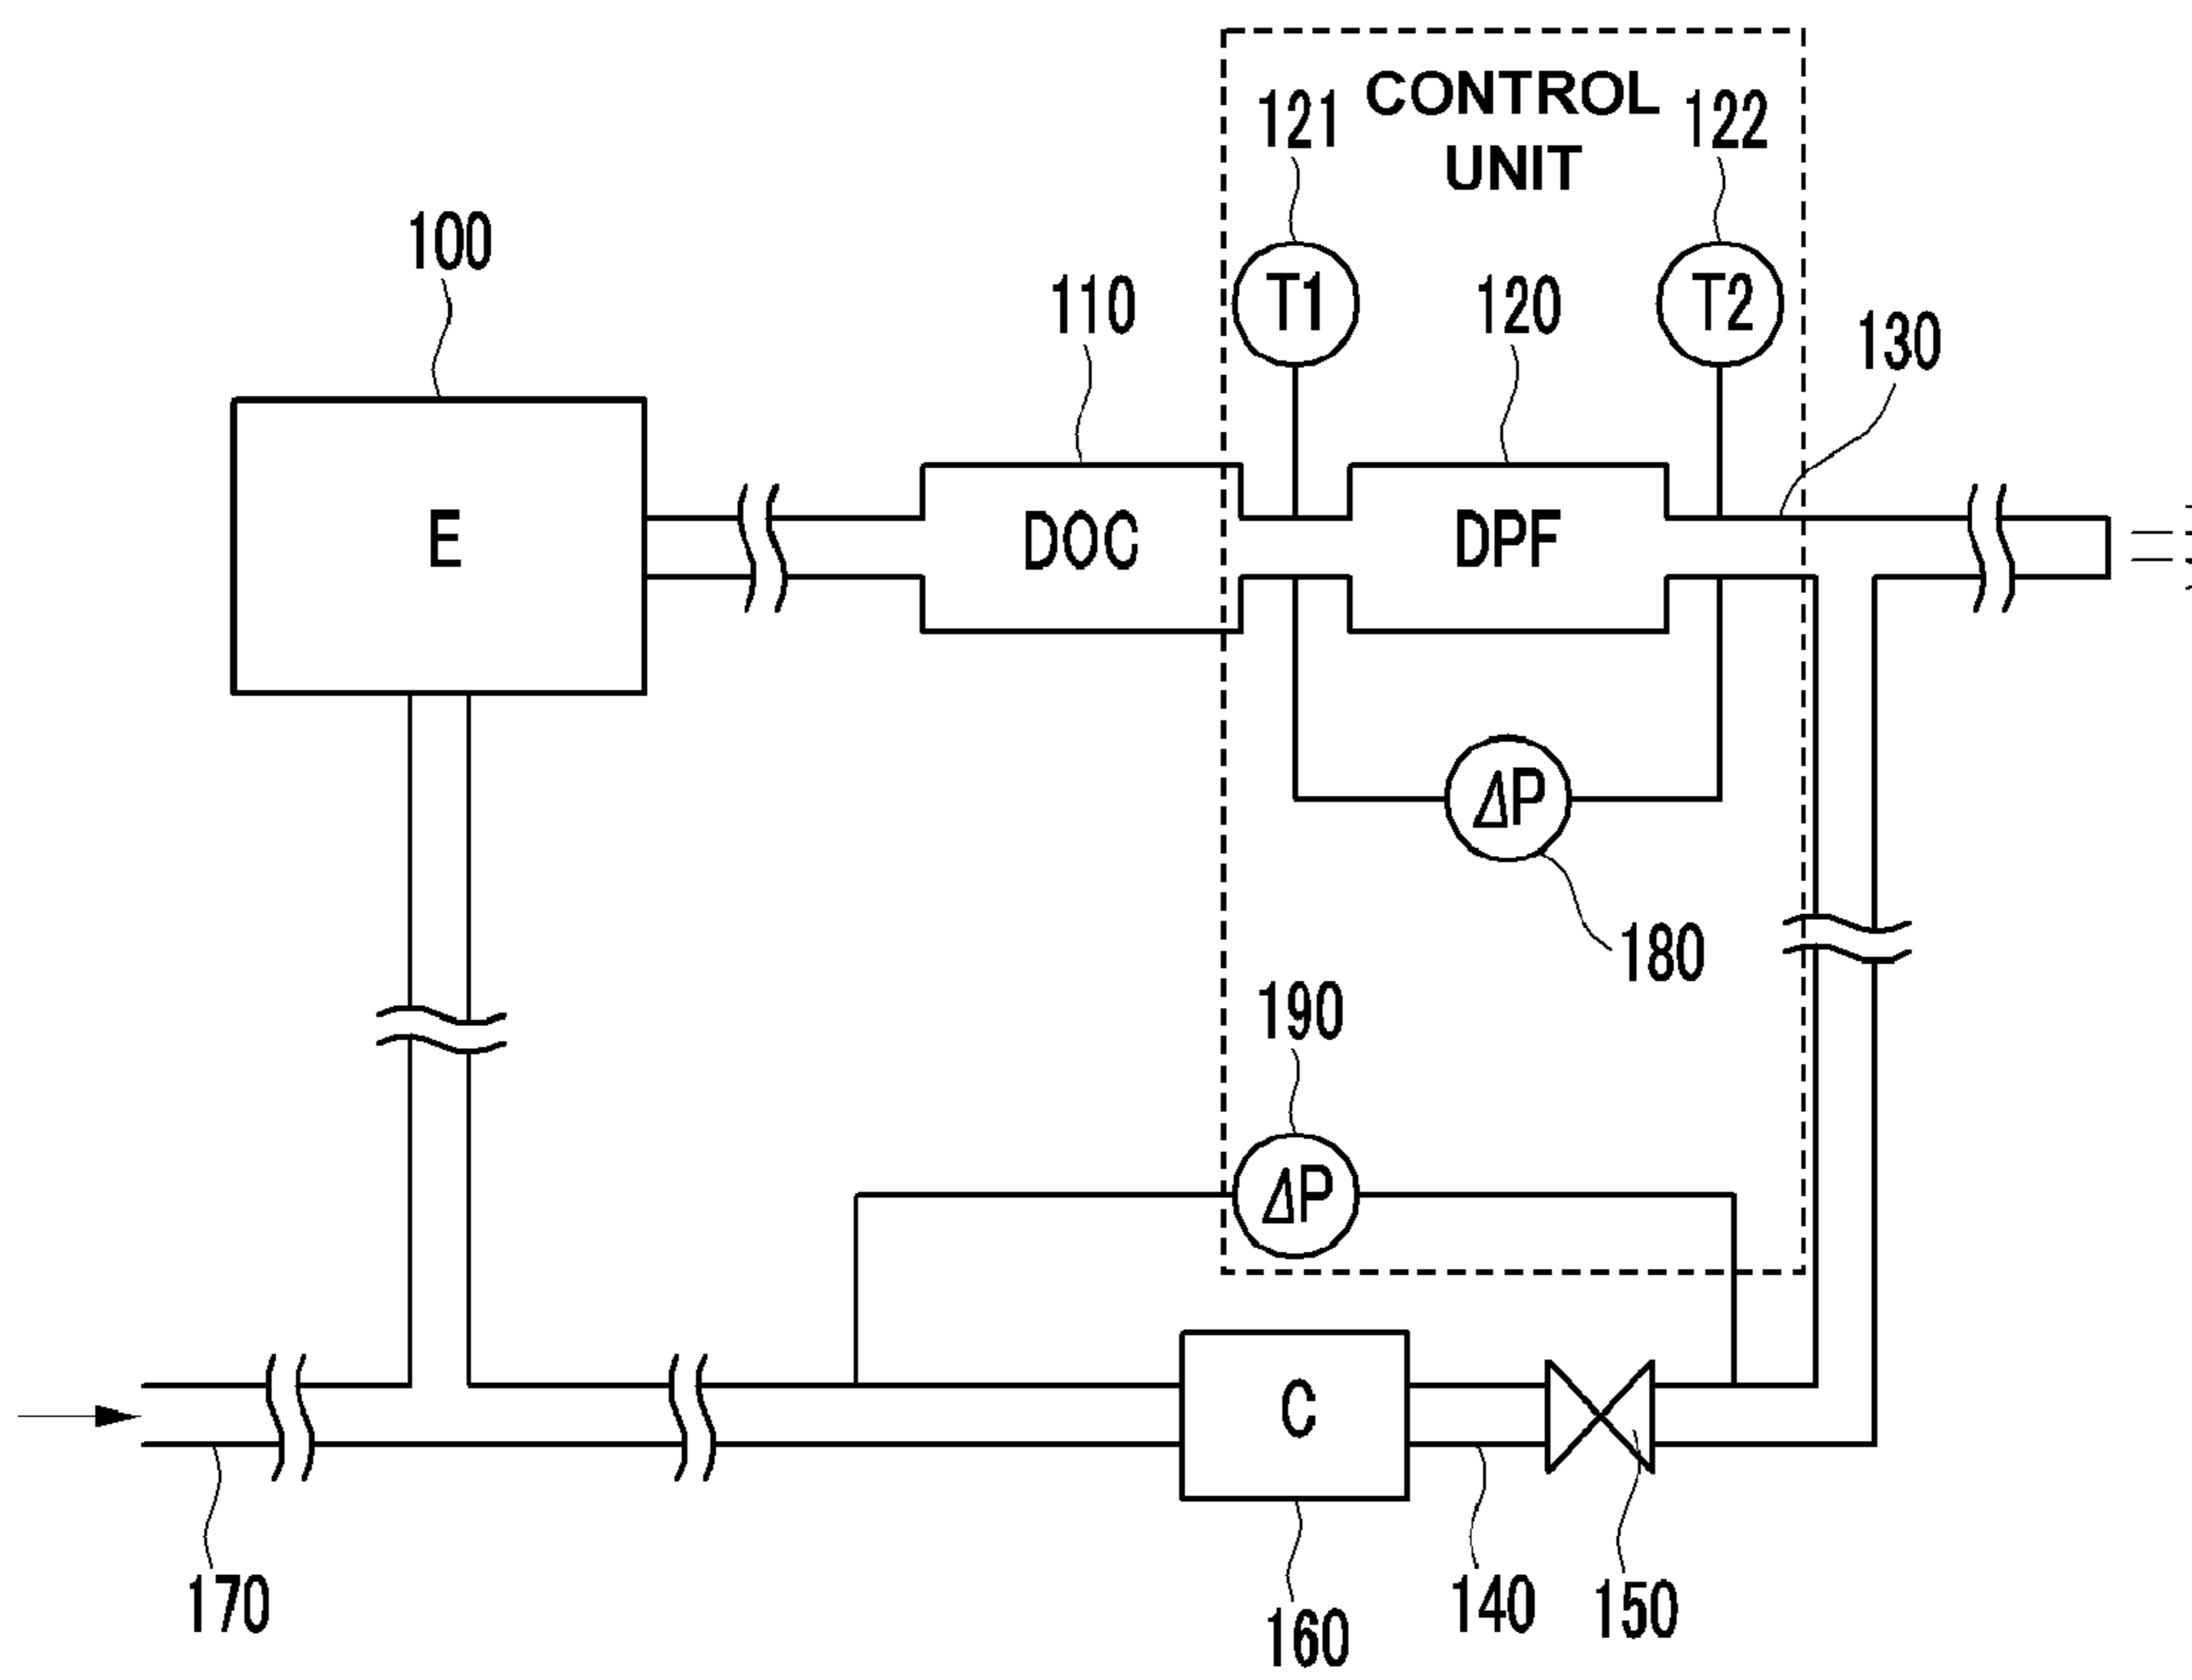 CONTROL
UNIT
121
122
100
110
T1
120
T2
130
E
DOC
DPF
ΔP
180
190
ΔP
C
170
160
140
150